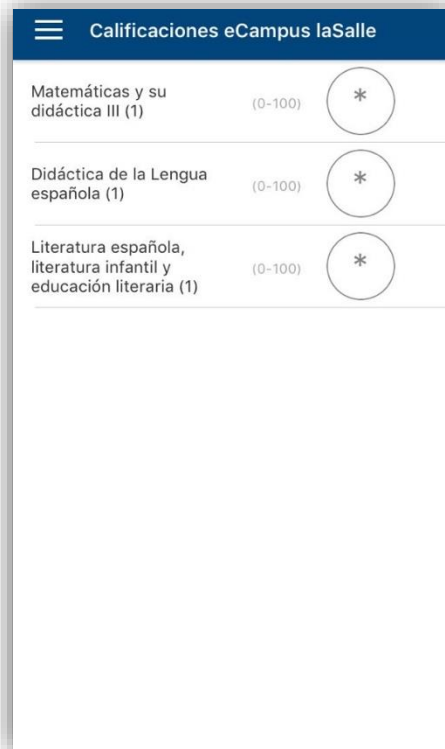 Calificaciones eCampus laSalle
Matemáticas y su
didáctica III (1)
(0-100)
*
Didáctica de la Lengua
española (1)
(0-100)
*
Literatura española,
literatura infantil y
educación literaria (1)
(0-100)
*